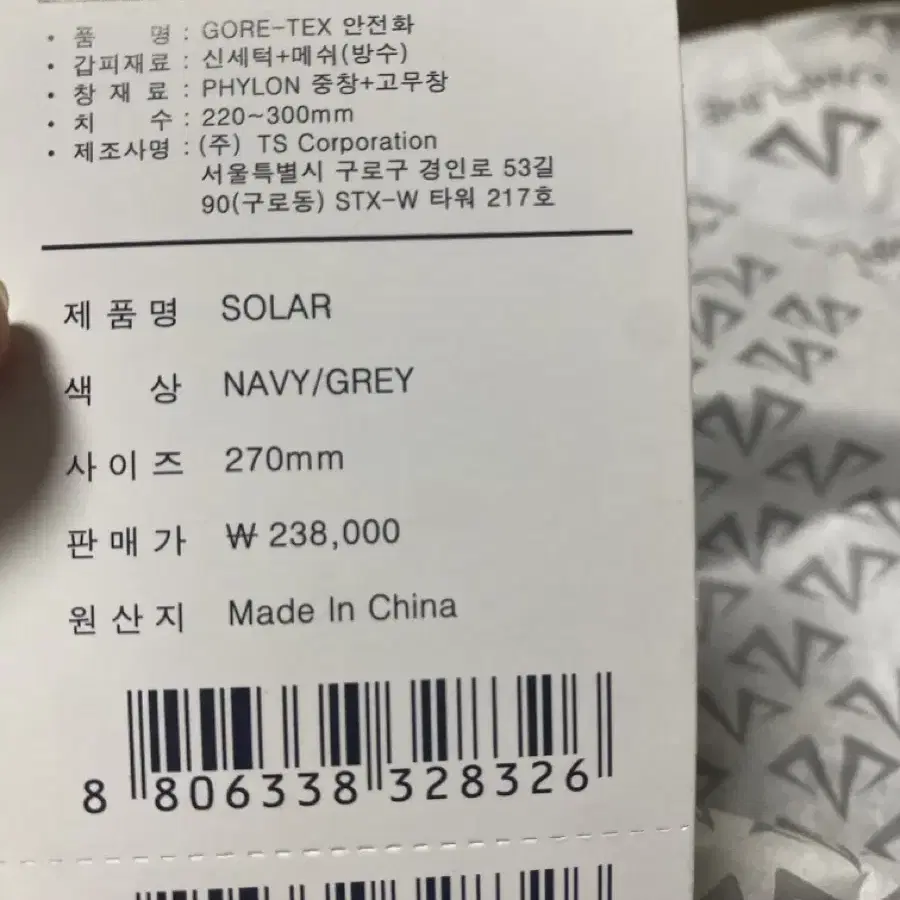 • 품 명 : GORE-TEX 안전화
• 갑피재료 : 신세턱+메쉬(방수)
• 창 재 료 : PHYLON 중창+고무창
• 치 수 : 220~300mm
• 제조사명 : (주) TS Corporation
서울특별시 구로구 경인로 53길
90(구로동) STX-W 타워 217호
제 품 명 SOLAR
색 상 NAVY/GREY
사 이 즈 270mm
판 매 가 ₩ 238,000
원 산 지 Made In China
8 806338 328326